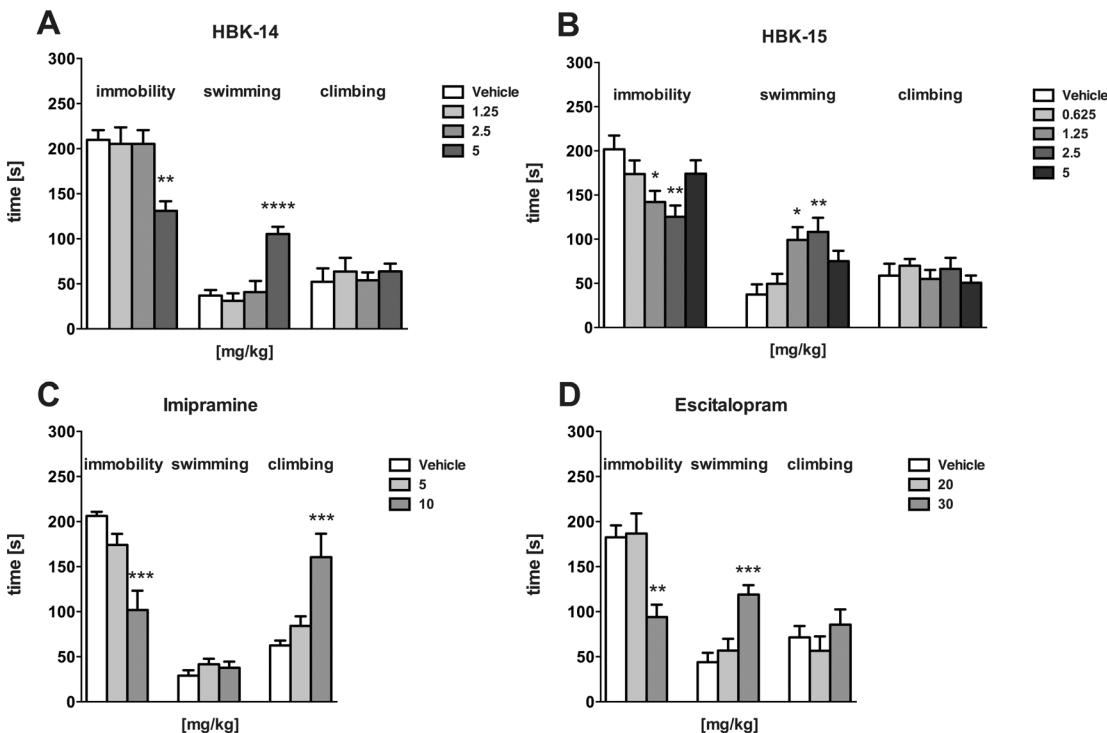 A
HBK-14
300
250
200
150
100
50
0
time [s]
immobility swimming climbing
**
****
Vehicle
1.25
2.5
5
[mg/kg]
B
HBK-15
300
250
200
150
100
50
0
time [s]
immobility swimming climbing
* **
* **
Vehicle
0.625
1.25
2.5
5
[mg/kg]
C
Imipramine
300
250
200
150
100
50
0
time [s]
immobility swimming climbing
***
***
Vehicle
5
10
[mg/kg]
D
Escitalopram
300
250
200
150
100
50
0
time [s]
immobility swimming climbing
**
***
Vehicle
20
30
[mg/kg]